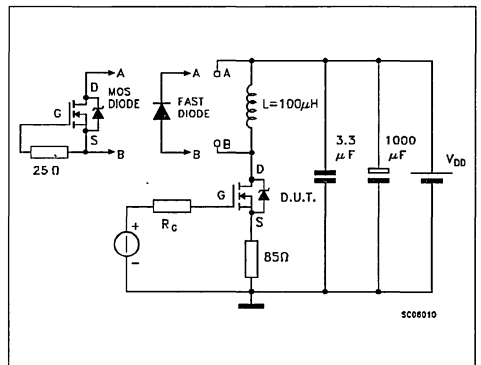 A
D
MOS
DIODE
G
S
B
25 Ω
A
FAST
DIODE
B
A
L=100μH
B
D
G
D.U.T.
S
R_G
+
-
85Ω
3.3
μF
1000
μF
V_DD
SC06010